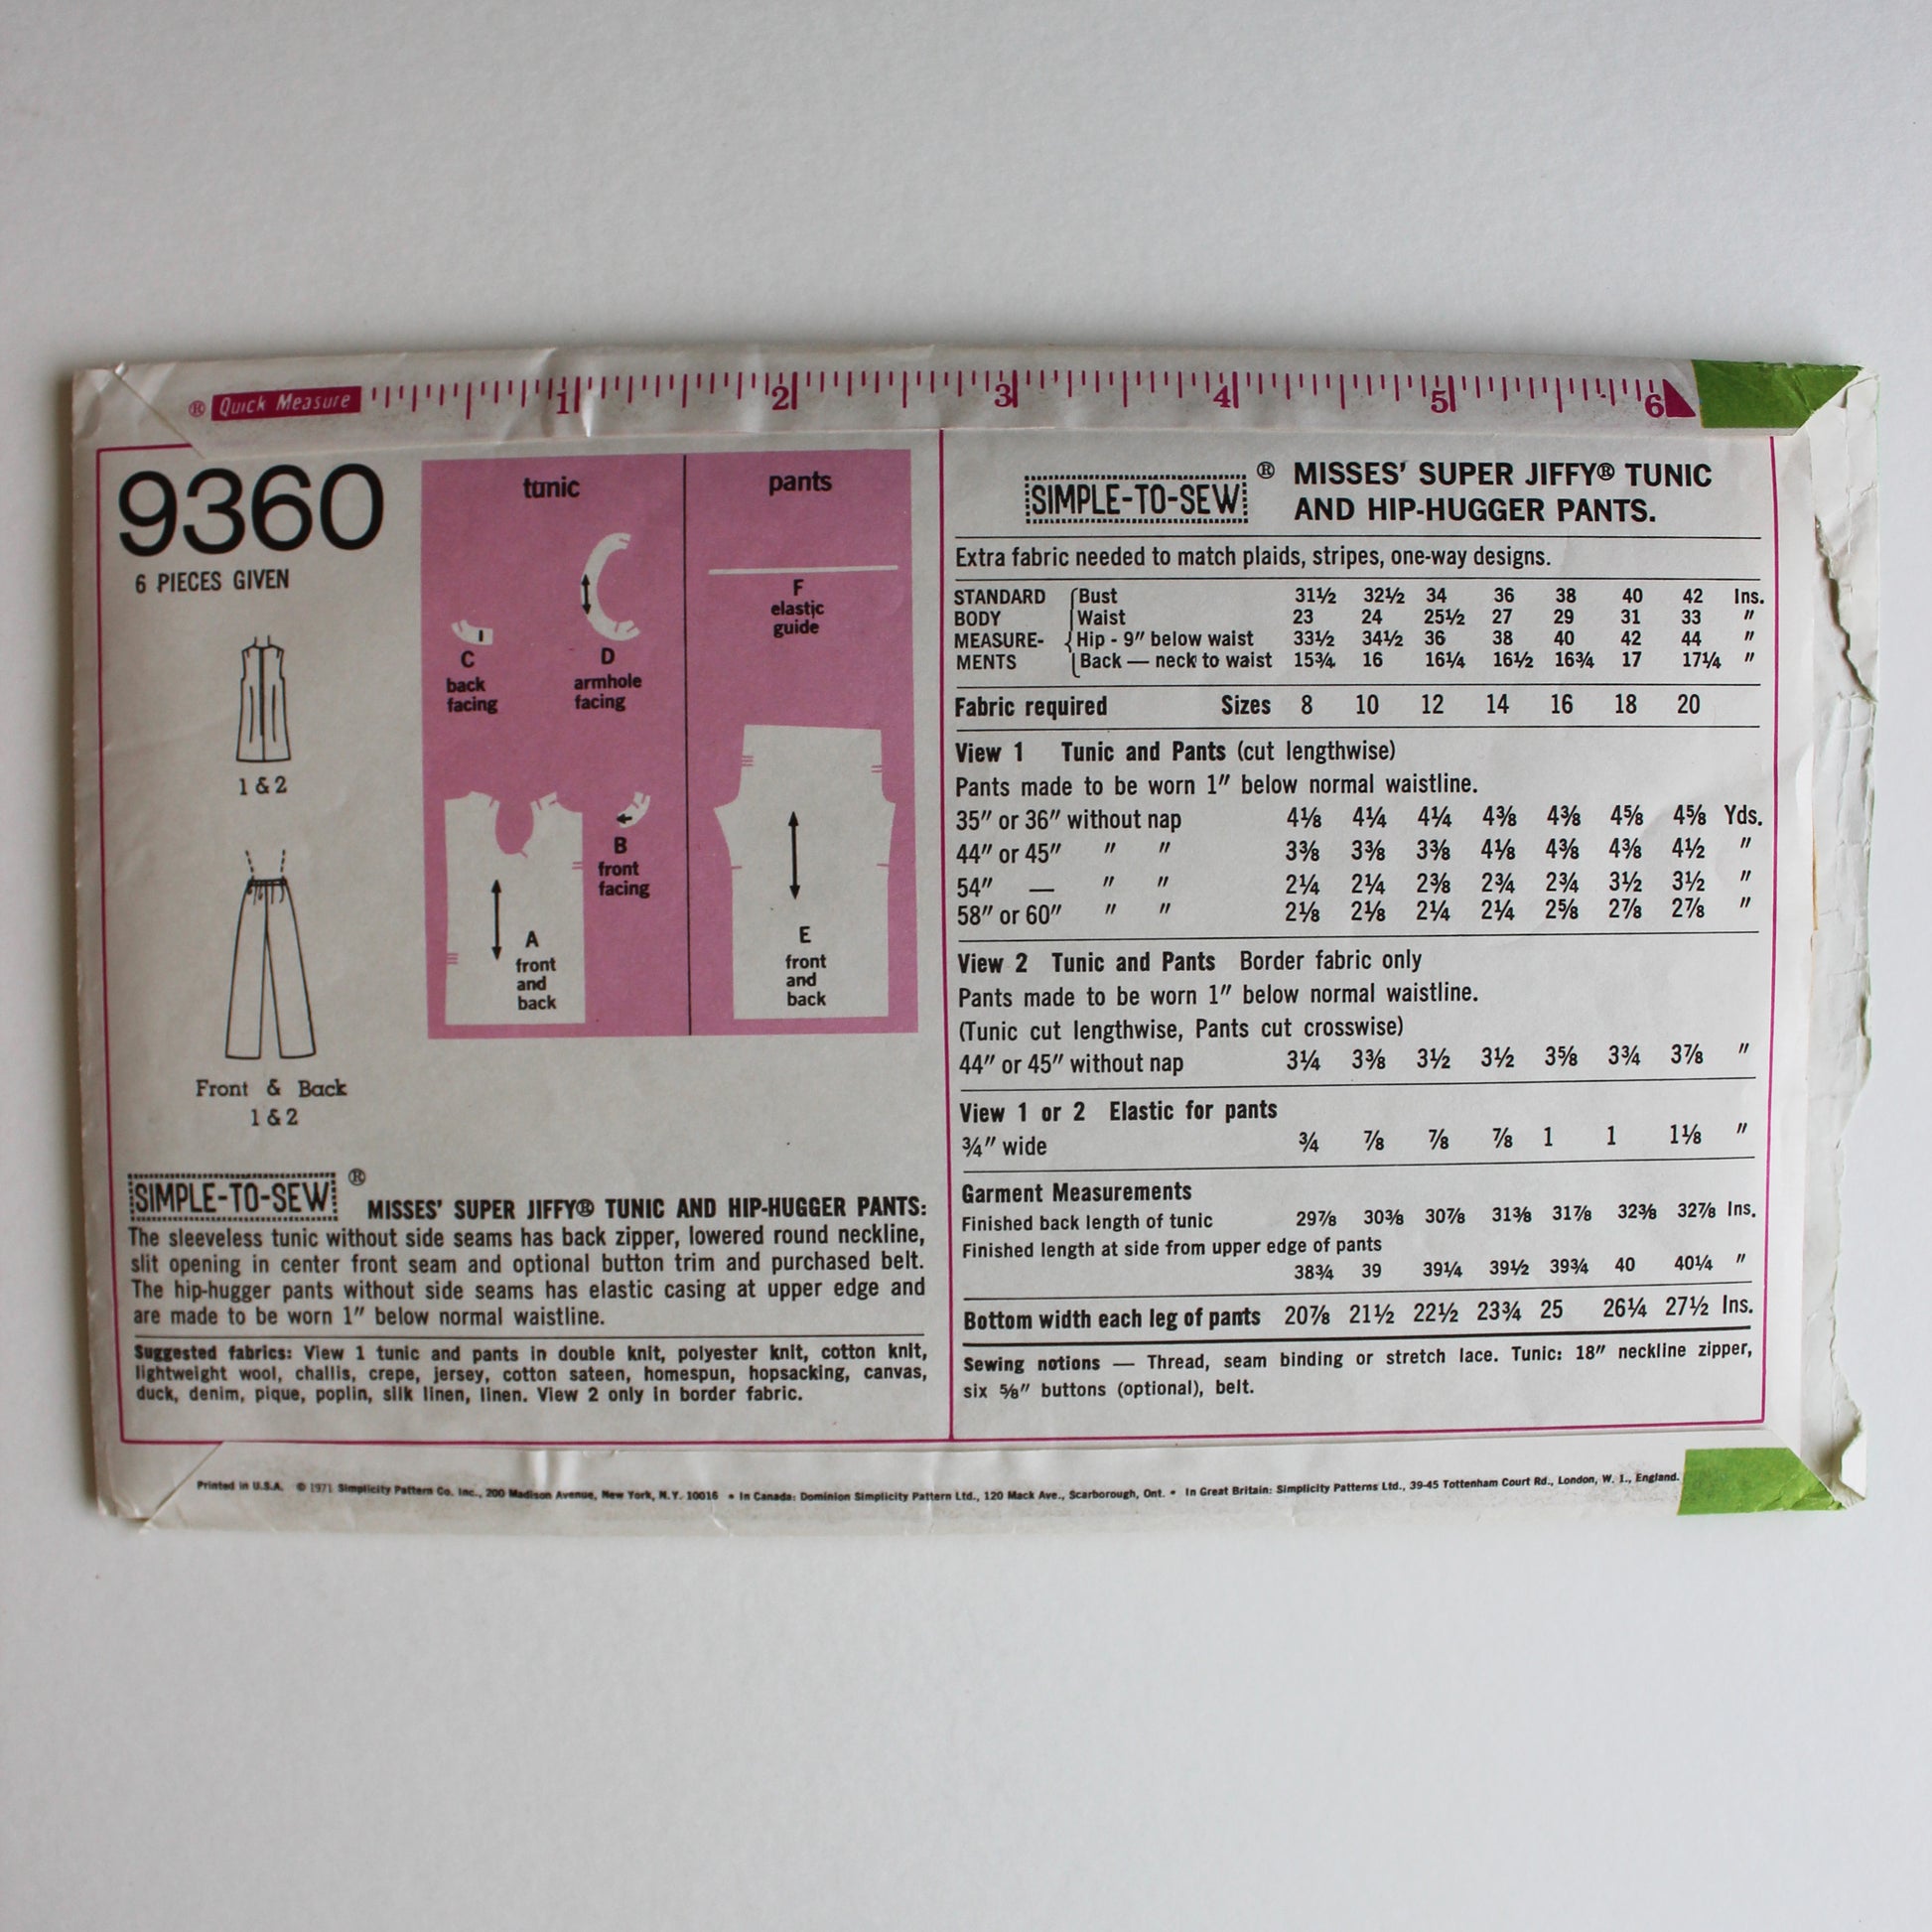 ® Quick Measure 1 2 3 4 5 6
9360
6 PIECES GIVEN
1 & 2
Front & Back
1 & 2
tunic
pants
C
back
facing
D
armhole
facing
F
elastic
guide
B
front
facing
A
front
and
back
E
front
and
back
SIMPLE-TO-SEW ® MISSES' SUPER JIFFY® TUNIC AND HIP-HUGGER PANTS:
The sleeveless tunic without side seams has back zipper, lowered round neckline,
slit opening in center front seam and optional button trim and purchased belt.
The hip-hugger pants without side seams has elastic casing at upper edge and
are made to be worn 1″ below normal waistline.
Suggested fabrics: View 1 tunic and pants in double knit, polyester knit, cotton knit,
lightweight wool, challis, crepe, jersey, cotton sateen, homespun, hopsacking, canvas,
duck, denim, pique, poplin, silk linen, linen. View 2 only in border fabric.
SIMPLE-TO-SEW ® MISSES' SUPER JIFFY® TUNIC
AND HIP-HUGGER PANTS.
Extra fabric needed to match plaids, stripes, one-way designs.
STANDARD Bust 31½ 32½ 34 36 38 40 42 Ins.
BODY Waist 23 24 25½ 27 29 31 33 ″
MEASURE- Hip - 9″ below waist 33½ 34½ 36 38 40 42 44 ″
MENTS Back — neck to waist 15¾ 16 16¼ 16½ 16¾ 17 17¼ ″
Fabric required Sizes 8 10 12 14 16 18 20
View 1 Tunic and Pants (cut lengthwise)
Pants made to be worn 1″ below normal waistline.
35″ or 36″ without nap 4⅛ 4¼ 4¼ 4⅜ 4⅜ 4⅝ 4⅝ Yds.
44″ or 45″ ″ ″ 3⅜ 3⅜ 3⅜ 4⅛ 4⅜ 4⅜ 4½ ″
54″ — ″ ″ 2¼ 2¼ 2⅜ 2¾ 2¾ 3½ 3½ ″
58″ or 60″ ″ ″ 2⅛ 2⅛ 2¼ 2¼ 2⅝ 2⅞ 2⅞ ″
View 2 Tunic and Pants Border fabric only
Pants made to be worn 1″ below normal waistline.
(Tunic cut lengthwise, Pants cut crosswise)
44″ or 45″ without nap 3¼ 3⅜ 3½ 3½ 3⅝ 3¾ 3⅞ ″
View 1 or 2 Elastic for pants
¾″ wide ¾ ⅞ ⅞ ⅞ 1 1 1⅛ ″
Garment Measurements
Finished back length of tunic 29⅞ 30⅜ 30⅞ 31⅜ 31⅞ 32⅜ 32⅞ Ins.
Finished length at side from upper edge of pants
38¾ 39 39¼ 39½ 39¾ 40 40¼ ″
Bottom width each leg of pants 20⅞ 21½ 22½ 23¾ 25 26¼ 27½ Ins.
Sewing notions — Thread, seam binding or stretch lace. Tunic: 18″ neckline zipper,
six ⅝″ buttons (optional), belt.
Printed in U.S.A. © 1971 Simplicity Pattern Co. Inc., 200 Madison Avenue, New York, N.Y. 10016 • In Canada: Dominion Simplicity Pattern Ltd., 120 Mack Ave., Scarborough, Ont. • In Great Britain: Simplicity Patterns Ltd., 39-45 Tottenham Court Rd., London, W. 1., England.